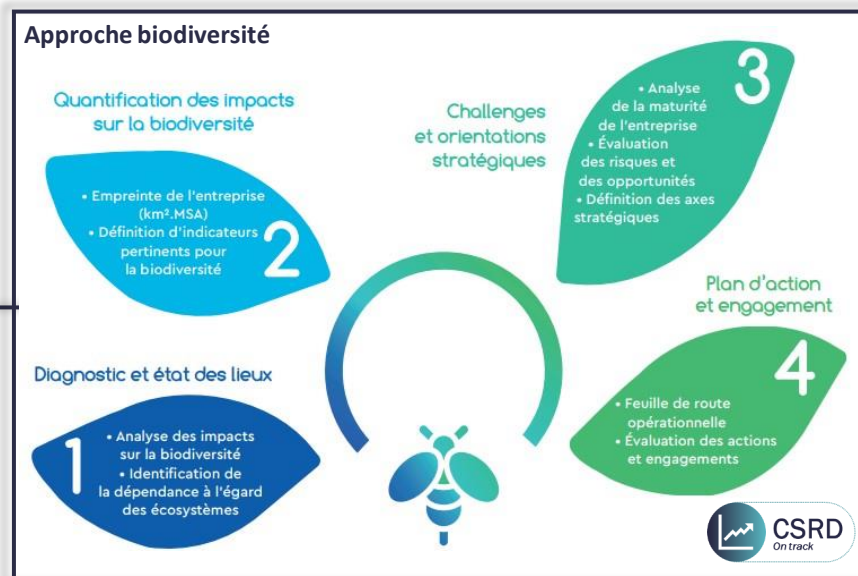 Approche biodiversité
Diagnostic et état des lieux
1
• Analyse des impacts
sur la biodiversité
• Identification de
la dépendance à l'égard
des écosystèmes
Quantification des impacts
sur la biodiversité
• Empreinte de l'entreprise
(km².MSA)
• Définition d'indicateurs
pertinents pour
la biodiversité
2
Challenges
et orientations
stratégiques
3
• Analyse
de la maturité
de l'entreprise
• Évaluation
des risques et
des opportunités
• Définition des axes
stratégiques
Plan d'action
et engagement
4
• Feuille de route
opérationnelle
• Évaluation des actions
et engagements
CSRD
On track